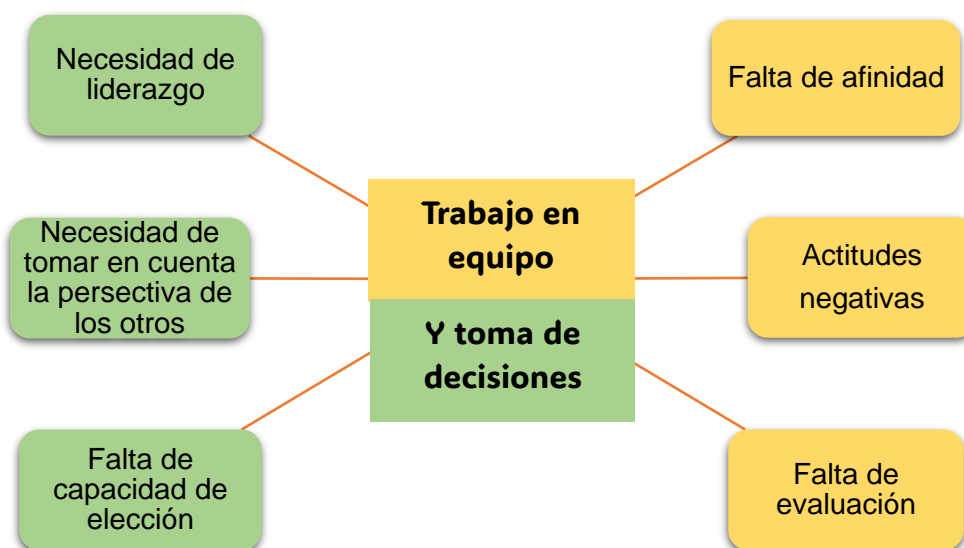 Necesidad de
liderazgo
Falta de afinidad
Trabajo en
equipo
Necesidad de
tomar en cuenta
la persectiva de
los otros
Actitudes
negativas
Y toma de
decisiones
Falta de
capacidad de
elección
Falta de
evaluación